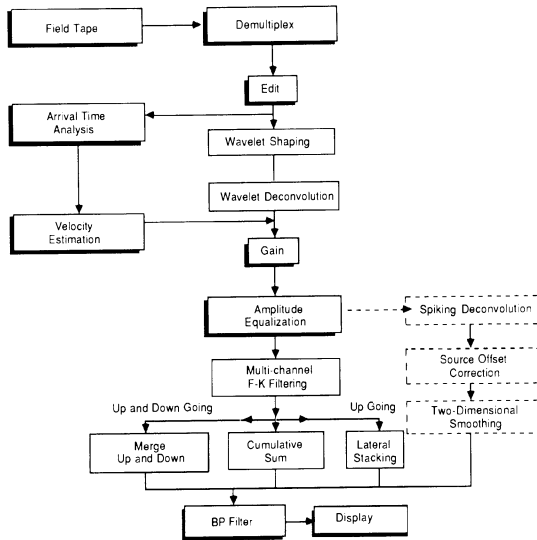 Field Tape
Demultiplex
Edit
Arrival Time
Analysis
Wavelet Shaping
Wavelet Deconvolution
Velocity
Estimation
Gain
Amplitude
Equalization
Spiking Deconvolution
Multi-channel
F-K Filtering
Source Offset
Correction
Up and Down Going
Up Going
Two-Dimensional
Smoothing
Merge
Up and Down
Cumulative
Sum
Lateral
Stacking
BP Filter
Display